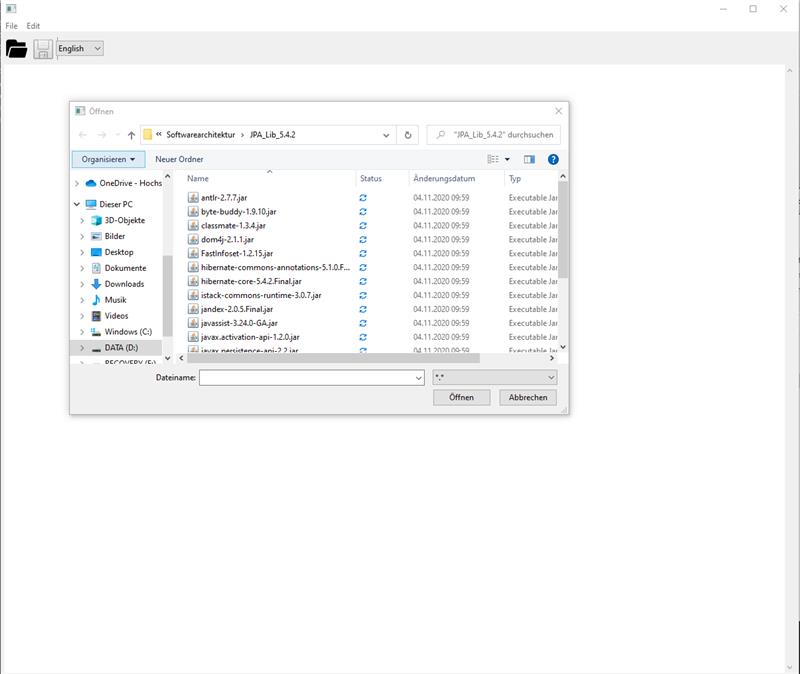 File Edit
English
Öffnen
« Softwarearchitektur › JPA_Lib_5.4.2
"JPA_Lib_5.4.2" durchsuchen
Organisieren Neuer Ordner
Name Status Änderungsdatum Typ
OneDrive - Hochs
Dieser PC
3D-Objekte
Bilder
Desktop
Dokumente
Downloads
Musik
Videos
Windows (C:)
DATA (D:)
RECOVERY (E:)
antlr-2.7.7.jar 04.11.2020 09:59 Executable Jar
byte-buddy-1.9.10.jar 04.11.2020 09:59 Executable Jar
classmate-1.3.4.jar 04.11.2020 09:59 Executable Jar
dom4j-2.1.1.jar 04.11.2020 09:59 Executable Jar
FastInfoset-1.2.15.jar 04.11.2020 09:59 Executable Jar
hibernate-commons-annotations-5.1.0.F... 04.11.2020 09:59 Executable Jar
hibernate-core-5.4.2.Final.jar 04.11.2020 09:59 Executable Jar
istack-commons-runtime-3.0.7.jar 04.11.2020 09:59 Executable Jar
jandex-2.0.5.Final.jar 04.11.2020 09:59 Executable Jar
javassist-3.24.0-GA.jar 04.11.2020 09:59 Executable Jar
javax.activation-api-1.2.0.jar 04.11.2020 09:59 Executable Jar
javax.persistence-api-2.2.jar 04.11.2020 09:59 Executable Jar
Dateiname: *.*
Öffnen Abbrechen